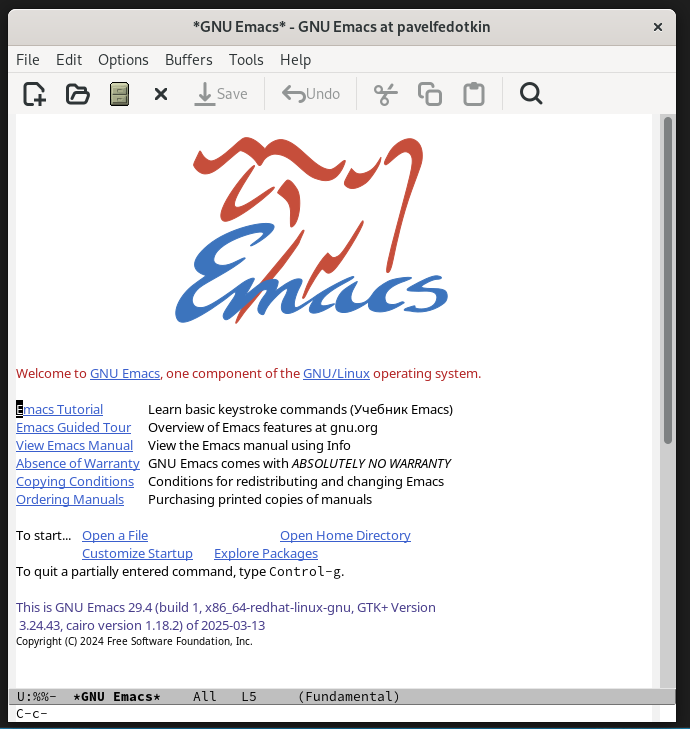 *GNU Emacs* - GNU Emacs at pavelfedotkin
File Edit Options Buffers Tools Help
Save Undo
Emacs
Welcome to GNU Emacs, one component of the GNU/Linux operating system.
Emacs Tutorial Learn basic keystroke commands (Учебник Emacs)
Emacs Guided Tour Overview of Emacs features at gnu.org
View Emacs Manual View the Emacs manual using Info
Absence of Warranty GNU Emacs comes with ABSOLUTELY NO WARRANTY
Copying Conditions Conditions for redistributing and changing Emacs
Ordering Manuals Purchasing printed copies of manuals
To start... Open a File Open Home Directory
Customize Startup Explore Packages
To quit a partially entered command, type Control-g.
This is GNU Emacs 29.4 (build 1, x86_64-redhat-linux-gnu, GTK+ Version
3.24.43, cairo version 1.18.2) of 2025-03-13
Copyright (C) 2024 Free Software Foundation, Inc.
U:%%- *GNU Emacs* All L5 (Fundamental)
C-c-